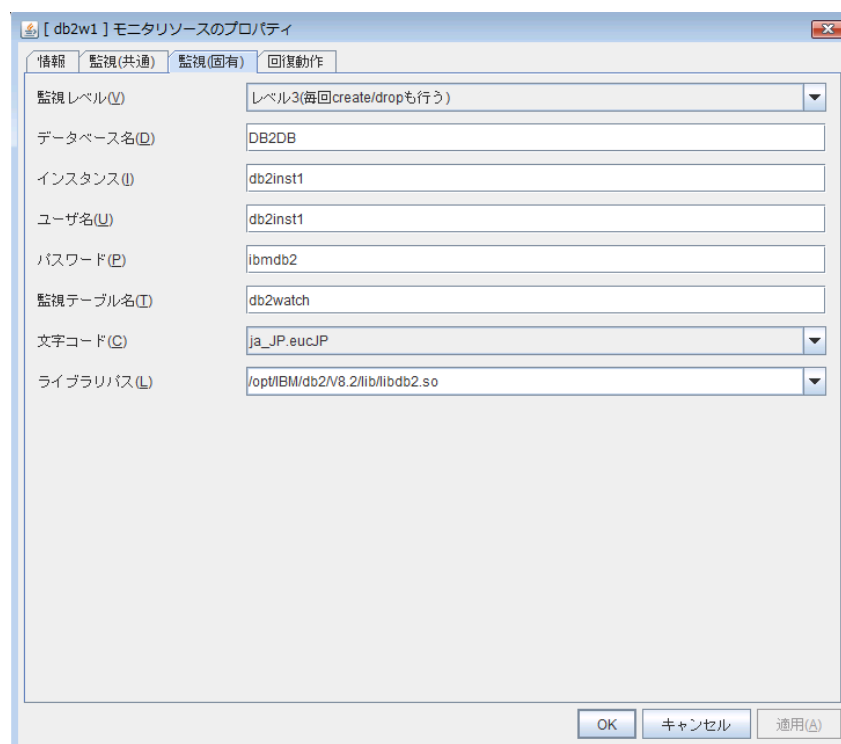 [ db2w1 ] モニタリソースのプロパティ
情報 監視(共通) 監視(固有) 回復動作
監視レベル(V) レベル3(毎回create/dropも行う)
データベース名(D) DB2DB
インスタンス(I) db2inst1
ユーザ名(U) db2inst1
パスワード(P) ibmdb2
監視テーブル名(T) db2watch
文字コード(C) ja_JP.eucJP
ライブラリパス(L) /opt/IBM/db2/V8.2/lib/libdb2.so
OK キャンセル 適用(A)